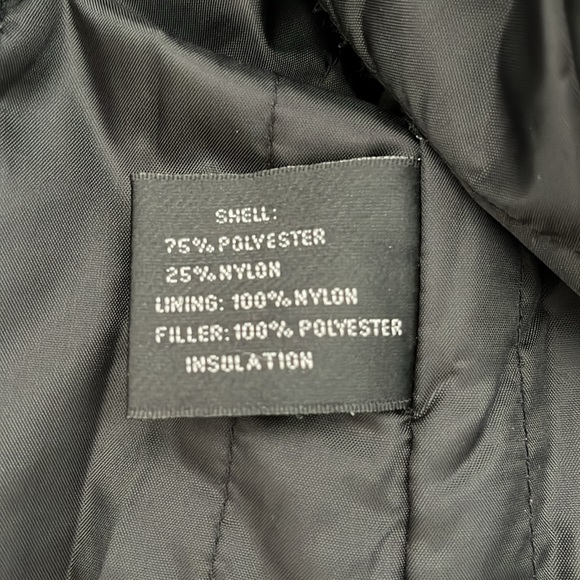 SHELL:
75% POLYESTER
25% NYLON
LINING: 100% NYLON
FILLER: 100% POLYESTER
INSULATION